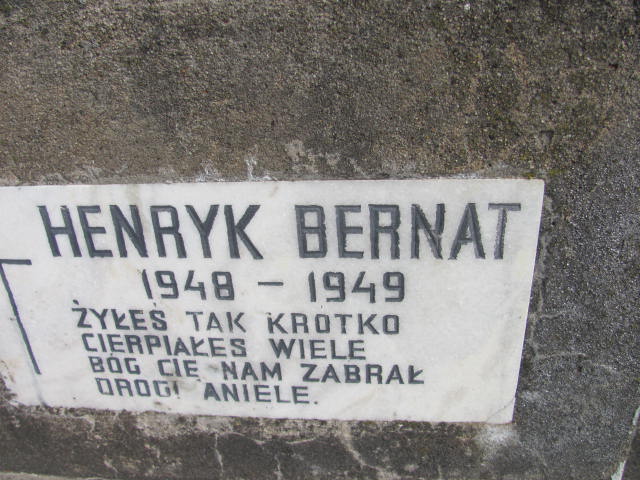 HENRYK BERNAT
1948 - 1949
ŻYŁEŚ TAK KRÓTKO
CIERPIAŁEŚ WIELE
BÓG CIĘ NAM ZABRAŁ
DROGI ANIELE.